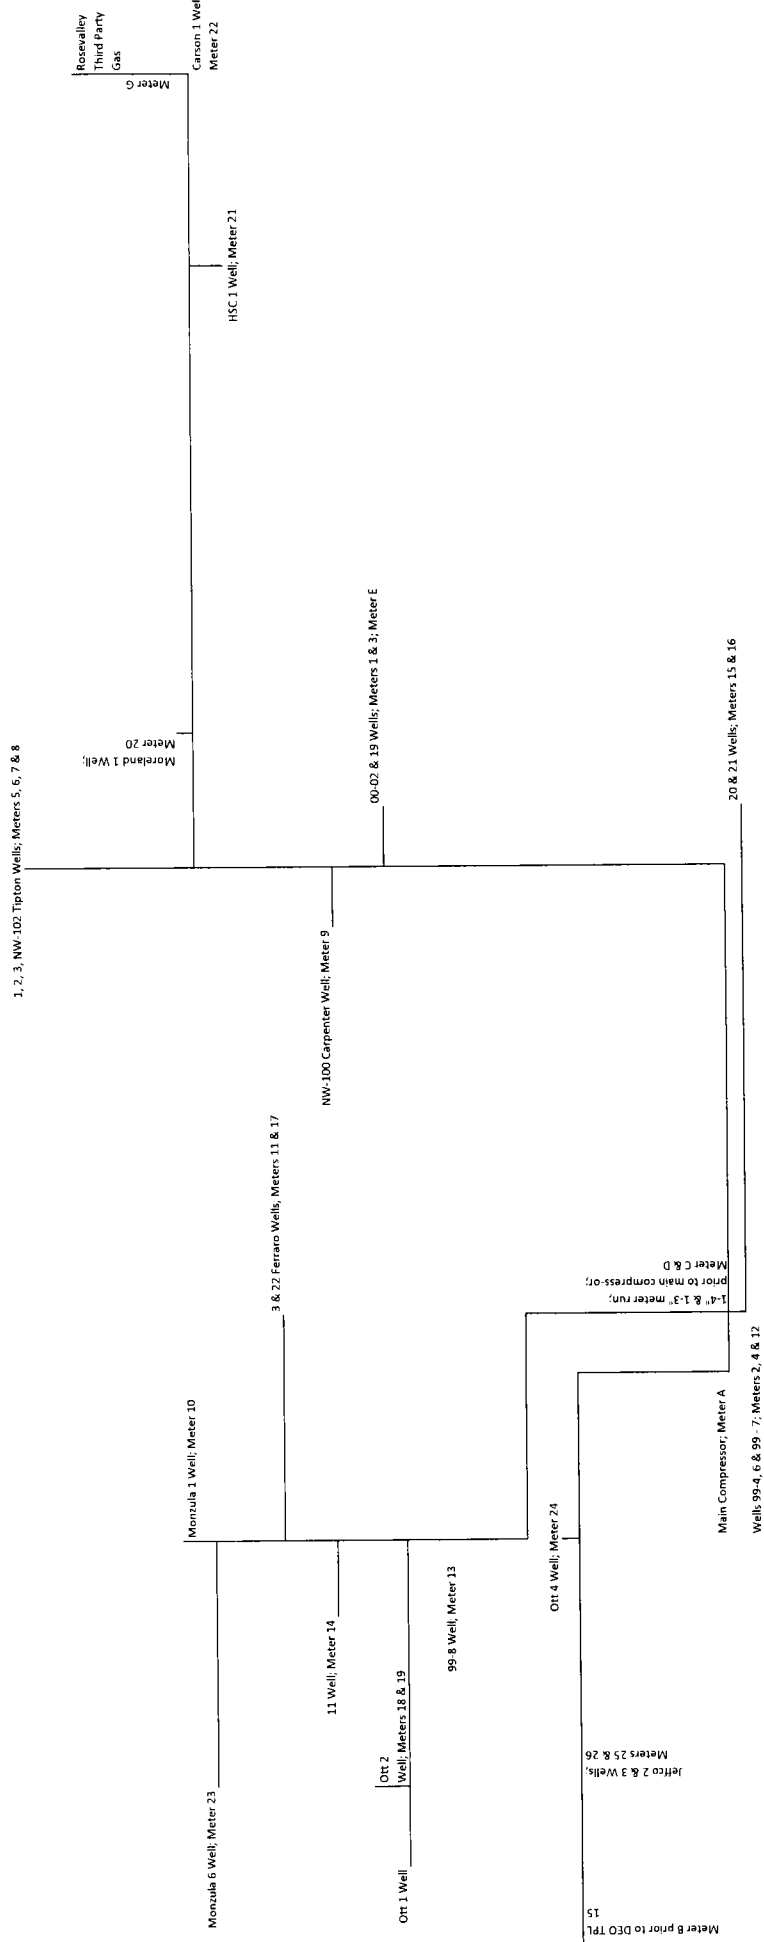 Rosevalley
Third Party
Gas
Meter G
Carson 1 Wel
Meter 22
HSC 1 Well; Meter 21
Moreland 1 Well;
Meter 20
1, 2, 3, NW-102 Tipton Wells; Meters 5, 6, 7 & 8
00-02 & 19 Wells; Meters 1 & 3; Meter E
NW-100 Carpenter Well; Meter 9
20 & 21 Wells; Meters 15 & 16
3 & 22 Ferraro Wells, Meters 11 & 17
1-4" & 1-3" meter run;
prior to main compress-or;
Meter C & D
Monzula 1 Well; Meter 10
Main Compressor; Meter A
Wells 99-4, 6 & 99 - 7; Meters 2, 4 & 12
Ott 4 Well; Meter 24
99-8 Well, Meter 13
11 Well; Meter 14
Ott 2
Well; Meters 18 & 19
Monzula 6 Well; Meter 23
Ott 1 Well
Jeffco 2 & 3 Wells;
Meters 25 & 26
Meter B prior to DEO TPL
15